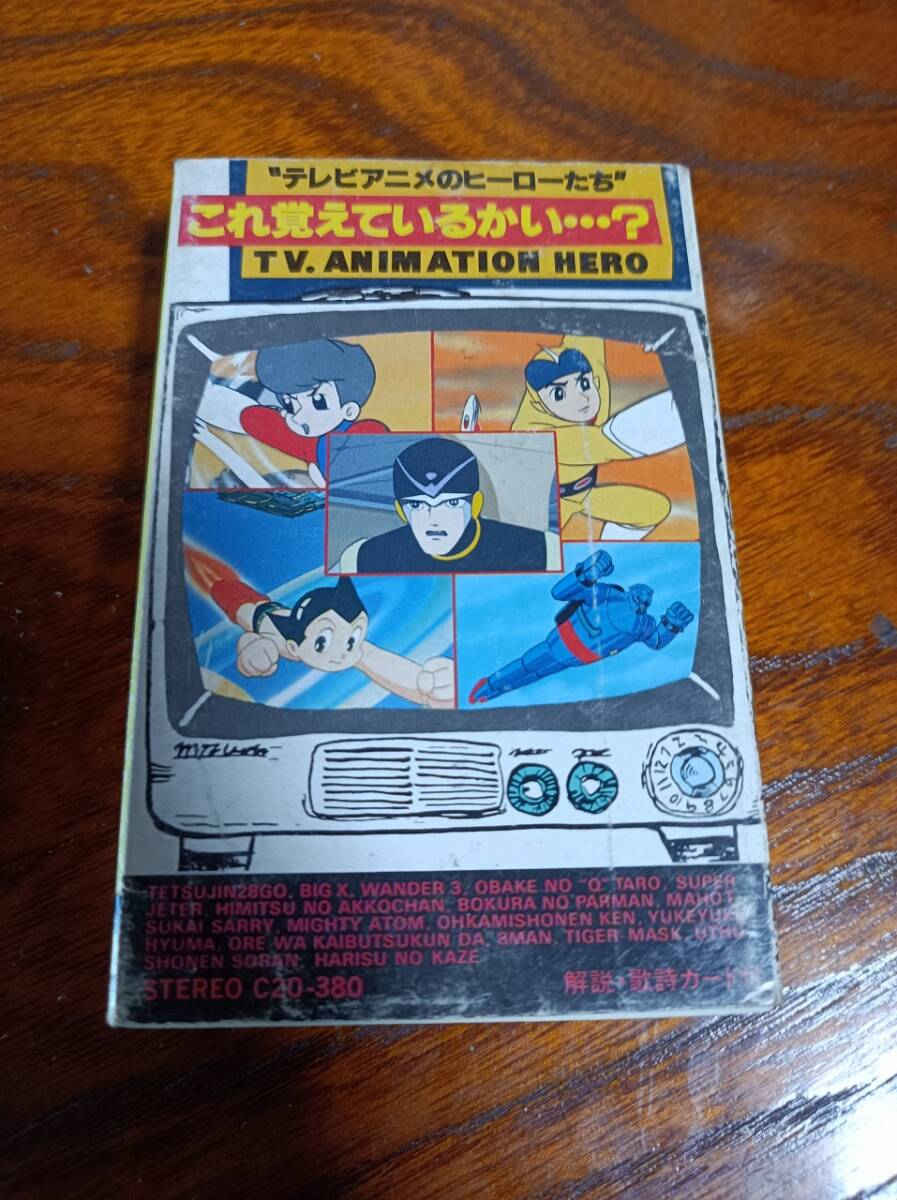 "テレビアニメのヒーローたち"
これ覚えているかい…?
TV. ANIMATION HERO
TETSUJIN28GO, BIG X, WANDER 3, OBAKE NO "Q" TARO, SUPER
JETER, HIMITSU NO AKKOCHAN, BOKURA NO PARMAN, MAHOT
SUKAI SARRY, MIGHTY ATOM, OHKAMISHONEN KEN, YUKEYUK
HYUMA, ORE WA KAIBUTSUKUN DA, 8MAN, TIGER MASK, UTHU
SHONEN SORAN, HARISU NO KAZE
STEREO C20-380
解説・歌詩カード